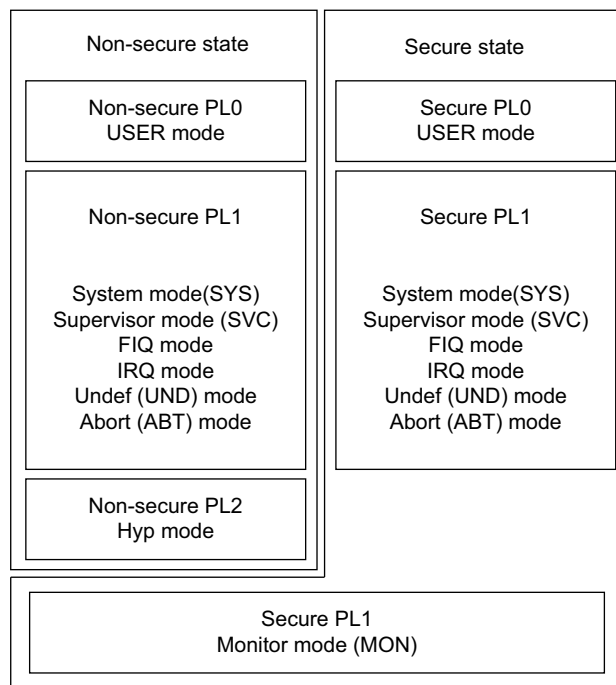 Non-secure state
Non-secure PL0
USER mode
Non-secure PL1
System mode(SYS)
Supervisor mode (SVC)
FIQ mode
IRQ mode
Undef (UND) mode
Abort (ABT) mode
Non-secure PL2
Hyp mode
Secure state
Secure PL0
USER mode
Secure PL1
System mode(SYS)
Supervisor mode (SVC)
FIQ mode
IRQ mode
Undef (UND) mode
Abort (ABT) mode
Secure PL1
Monitor mode (MON)